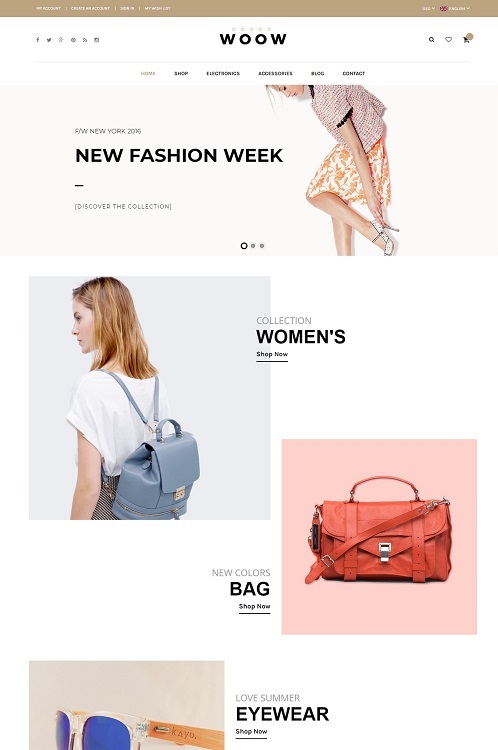 MY ACCOUNT | CREATE AN ACCOUNT | SIGN IN | MY WISH LIST
USD
ENGLISH
WOOW
HOME SHOP ELECTRONICS ACCESSORIES BLOG CONTACT
F/W NEW YORK 2016
NEW FASHION WEEK
[DISCOVER THE COLLECTION]
COLLECTION
WOMEN'S
Shop Now
NEW COLORS
BAG
Shop Now
LOVE SUMMER
EYEWEAR
Shop Now
kayu